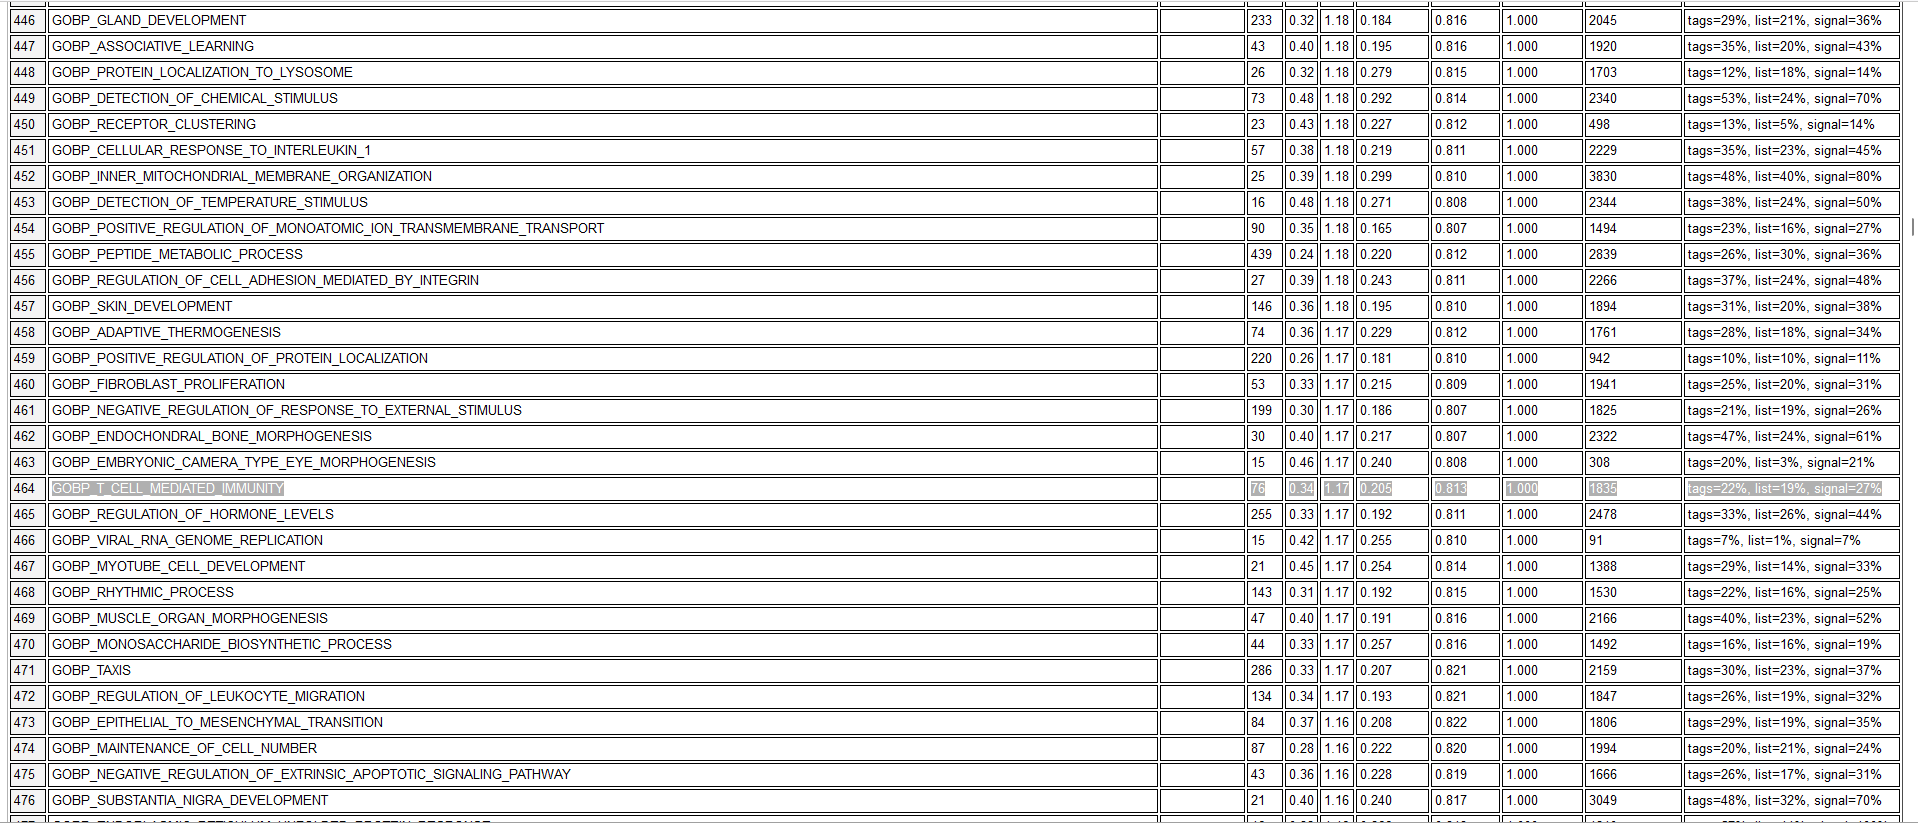 446 GOBP_GLAND_DEVELOPMENT 233 0.32 1.18 0.184 0.816 1.000 2045 tags=29%, list=21%, signal=36%
447 GOBP_ASSOCIATIVE_LEARNING 43 0.40 1.18 0.195 0.816 1.000 1920 tags=35%, list=20%, signal=43%
448 GOBP_PROTEIN_LOCALIZATION_TO_LYSOSOME 26 0.32 1.18 0.279 0.815 1.000 1703 tags=12%, list=18%, signal=14%
449 GOBP_DETECTION_OF_CHEMICAL_STIMULUS 73 0.48 1.18 0.292 0.814 1.000 2340 tags=53%, list=24%, signal=70%
450 GOBP_RECEPTOR_CLUSTERING 23 0.43 1.18 0.227 0.812 1.000 498 tags=13%, list=5%, signal=14%
451 GOBP_CELLULAR_RESPONSE_TO_INTERLEUKIN_1 57 0.38 1.18 0.219 0.811 1.000 2229 tags=35%, list=23%, signal=45%
452 GOBP_INNER_MITOCHONDRIAL_MEMBRANE_ORGANIZATION 25 0.39 1.18 0.299 0.810 1.000 3830 tags=48%, list=40%, signal=80%
453 GOBP_DETECTION_OF_TEMPERATURE_STIMULUS 16 0.48 1.18 0.271 0.808 1.000 2344 tags=38%, list=24%, signal=50%
454 GOBP_POSITIVE_REGULATION_OF_MONOATOMIC_ION_TRANSMEMBRANE_TRANSPORT 90 0.35 1.18 0.165 0.807 1.000 1494 tags=23%, list=16%, signal=27%
455 GOBP_PEPTIDE_METABOLIC_PROCESS 439 0.24 1.18 0.220 0.812 1.000 2839 tags=26%, list=30%, signal=36%
456 GOBP_REGULATION_OF_CELL_ADHESION_MEDIATED_BY_INTEGRIN 27 0.39 1.18 0.243 0.811 1.000 2266 tags=37%, list=24%, signal=48%
457 GOBP_SKIN_DEVELOPMENT 146 0.36 1.18 0.195 0.810 1.000 1894 tags=31%, list=20%, signal=38%
458 GOBP_ADAPTIVE_THERMOGENESIS 74 0.36 1.17 0.229 0.812 1.000 1761 tags=28%, list=18%, signal=34%
459 GOBP_POSITIVE_REGULATION_OF_PROTEIN_LOCALIZATION 220 0.26 1.17 0.181 0.810 1.000 942 tags=10%, list=10%, signal=11%
460 GOBP_FIBROBLAST_PROLIFERATION 53 0.33 1.17 0.215 0.809 1.000 1941 tags=25%, list=20%, signal=31%
461 GOBP_NEGATIVE_REGULATION_OF_RESPONSE_TO_EXTERNAL_STIMULUS 199 0.30 1.17 0.186 0.807 1.000 1825 tags=21%, list=19%, signal=26%
462 GOBP_ENDOCHONDRAL_BONE_MORPHOGENESIS 30 0.40 1.17 0.217 0.807 1.000 2322 tags=47%, list=24%, signal=61%
463 GOBP_EMBRYONIC_CAMERA_TYPE_EYE_MORPHOGENESIS 15 0.46 1.17 0.240 0.808 1.000 308 tags=20%, list=3%, signal=21%
464 GOBP_T_CELL_MEDIATED_IMMUNITY 76 0.34 1.17 0.205 0.813 1.000 1835 tags=22%, list=19%, signal=27%
465 GOBP_REGULATION_OF_HORMONE_LEVELS 255 0.33 1.17 0.192 0.811 1.000 2478 tags=33%, list=26%, signal=44%
466 GOBP_VIRAL_RNA_GENOME_REPLICATION 15 0.42 1.17 0.255 0.810 1.000 91 tags=7%, list=1%, signal=7%
467 GOBP_MYOTUBE_CELL_DEVELOPMENT 21 0.45 1.17 0.254 0.814 1.000 1388 tags=29%, list=14%, signal=33%
468 GOBP_RHYTHMIC_PROCESS 143 0.31 1.17 0.192 0.815 1.000 1530 tags=22%, list=16%, signal=25%
469 GOBP_MUSCLE_ORGAN_MORPHOGENESIS 47 0.40 1.17 0.191 0.816 1.000 2166 tags=40%, list=23%, signal=52%
470 GOBP_MONOSACCHARIDE_BIOSYNTHETIC_PROCESS 44 0.33 1.17 0.257 0.816 1.000 1492 tags=16%, list=16%, signal=19%
471 GOBP_TAXIS 286 0.33 1.17 0.207 0.821 1.000 2159 tags=30%, list=23%, signal=37%
472 GOBP_REGULATION_OF_LEUKOCYTE_MIGRATION 134 0.34 1.17 0.193 0.821 1.000 1847 tags=26%, list=19%, signal=32%
473 GOBP_EPITHELIAL_TO_MESENCHYMAL_TRANSITION 84 0.37 1.16 0.208 0.822 1.000 1806 tags=29%, list=19%, signal=35%
474 GOBP_MAINTENANCE_OF_CELL_NUMBER 87 0.28 1.16 0.222 0.820 1.000 1994 tags=20%, list=21%, signal=24%
475 GOBP_NEGATIVE_REGULATION_OF_EXTRINSIC_APOPTOTIC_SIGNALING_PATHWAY 43 0.36 1.16 0.228 0.819 1.000 1666 tags=26%, list=17%, signal=31%
476 GOBP_SUBSTANTIA_NIGRA_DEVELOPMENT 21 0.40 1.16 0.240 0.817 1.000 3049 tags=48%, list=32%, signal=70%